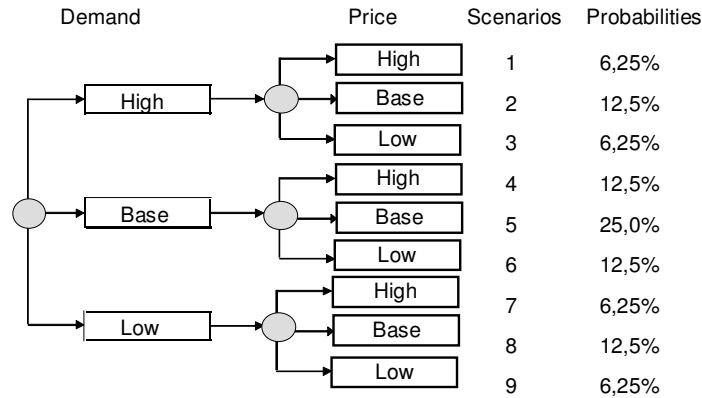 Demand Price Scenarios Probabilities
High 1 6,25%
High Base 2 12,5%
Low 3 6,25%
High 4 12,5%
Base Base 5 25,0%
Low 6 12,5%
High 7 6,25%
Low Base 8 12,5%
Low 9 6,25%